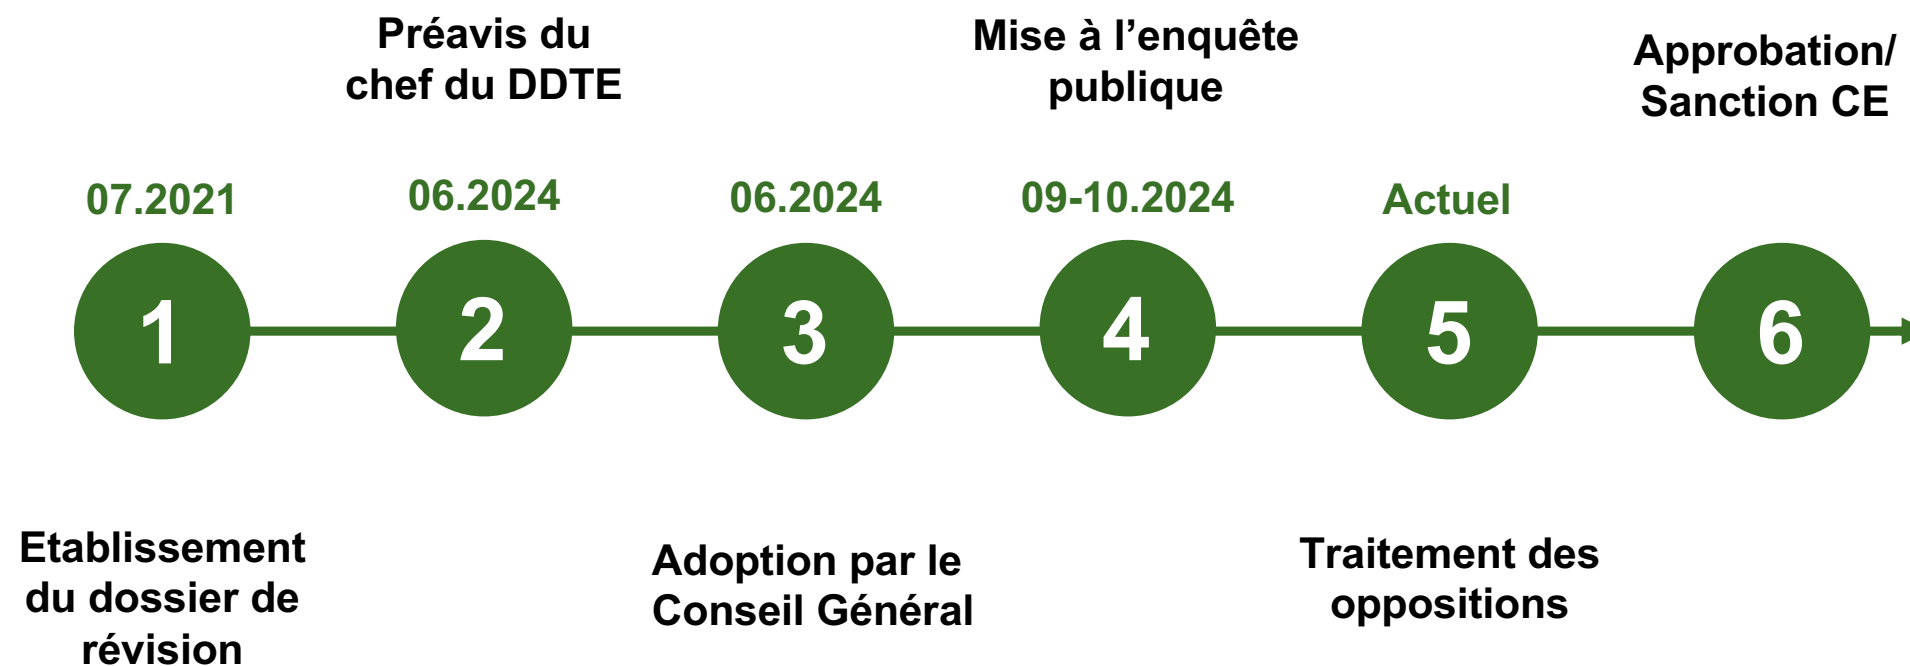 Préavis du
chef du DDTE
Mise à l’enquête
publique
Approbation/
Sanction CE
07.2021
06.2024
06.2024
09-10.2024
Actuel
1
2
3
4
5
6
Etablissement
du dossier de
révision
Adoption par le
Conseil Général
Traitement des
oppositions